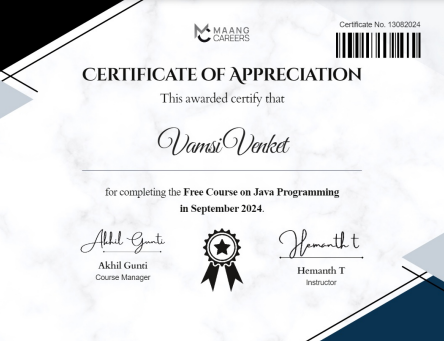 MAANG
CAREERS
Certificate No. 13082024
CERTIFICATE OF APPRECIATION
This awarded certify that
Vamsi Venket
for completing the Free Course on Java Programming
in September 2024.
Akhil Gunti
Hemanth t
Akhil Gunti
Hemanth T
Course Manager
Instructor